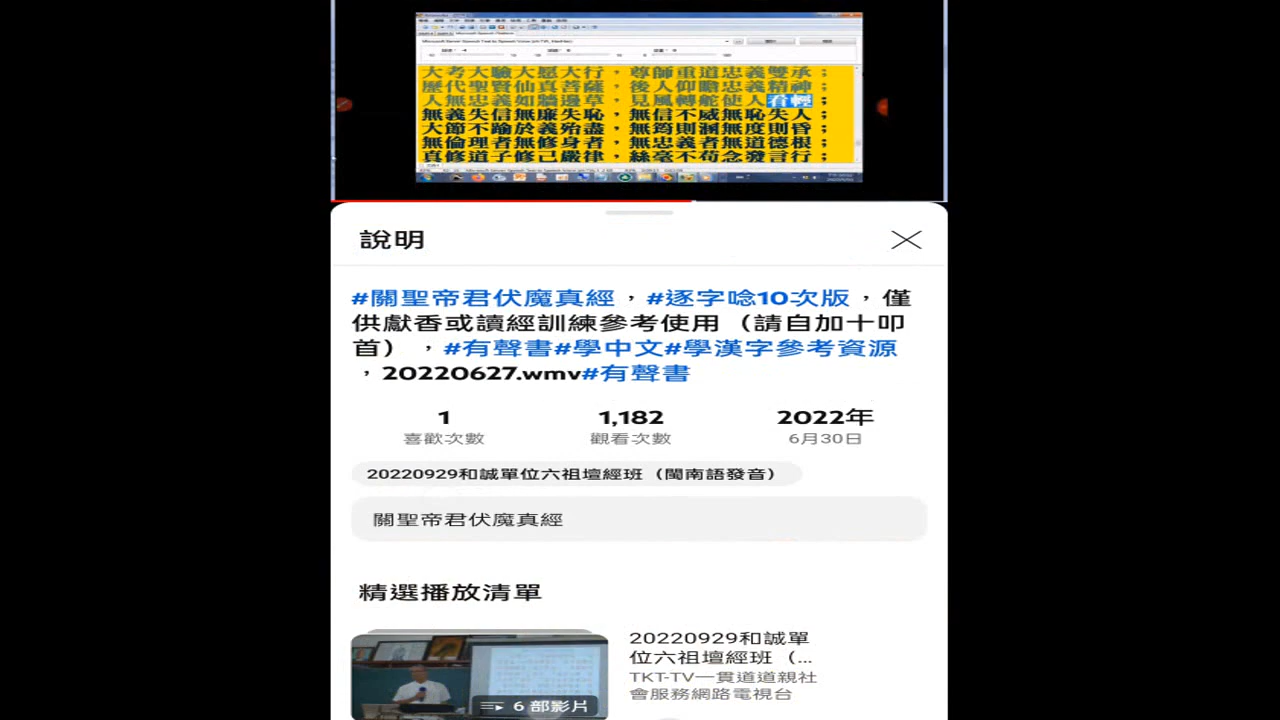 大考大驗大愿大行，尊師重道忠義雙承；
歷代聖賢仙真菩薩，後人仰瞻忠義精神。
人無忠義如牆邊草，見風轉舵使人看輕；
無義失信無廉失恥，無信不威無恥失人；
大節不踰於義殆盡，無筠則溷無度則昏；
無倫理者無修身者，無忠義者無道德根；
真修道子修己嚴律，絲毫不苟念發言行；
說明
#關聖帝君伏魔真經，#逐字唸10次版，僅
供獻香或讀經訓練參考使用（請自加十叩
首），#有聲書#學中文#學漢字參考資源
，20220627.wmv#有聲書
1 1,182 2022年
喜歡次數 觀看次數 6月30日
20220929和誠單位六祖壇經班（閩南語發音）
關聖帝君伏魔真經
精選播放清單
20220929和誠單
位六祖壇經班（...
TKT-TV一貫道道親社
會服務網路電視台
6 部影片